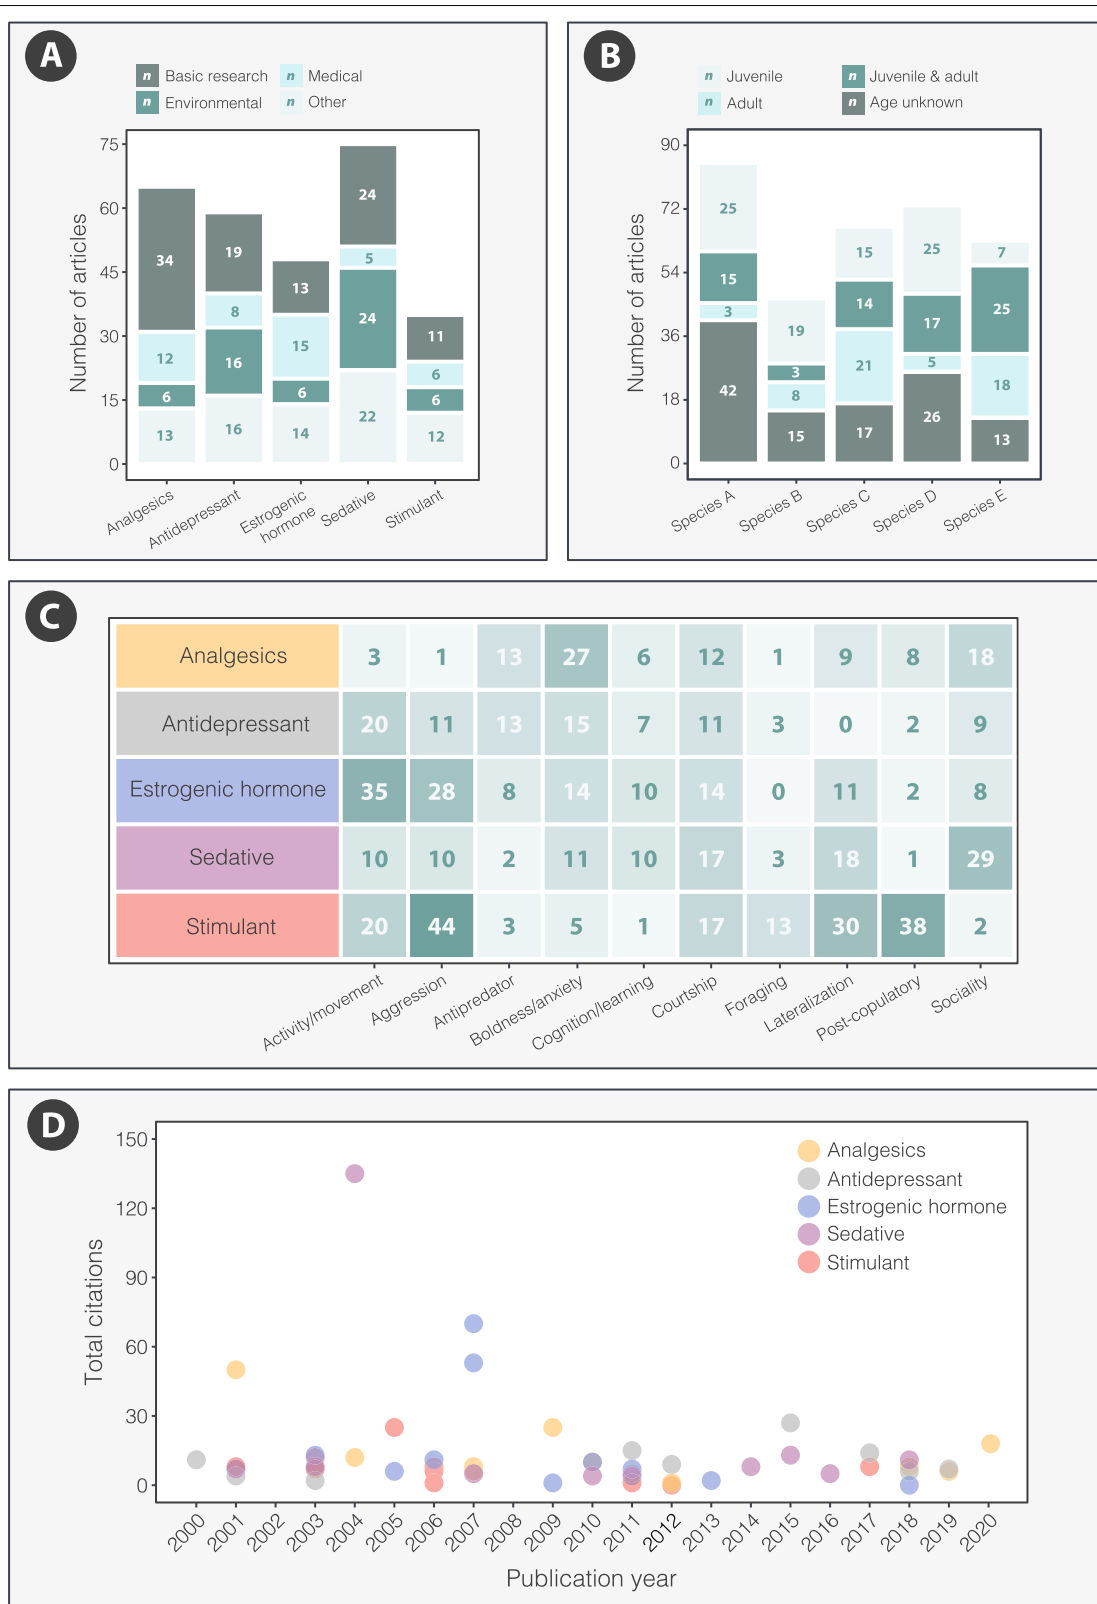 A
n Basic research n Medical
n Environmental n Other
Number of articles
75
60
45
30
15
0
34
12
6
13
19
8
16
16
13
15
6
14
24
5
24
22
11
6
6
12
Analgesics
Antidepressant
Estrogenic
hormone
Sedative
Stimulant
B
n Juvenile n Juvenile & adult
n Adult n Age unknown
Number of articles
90
72
54
36
18
0
25
15
3
42
19
3
8
15
15
14
21
17
25
17
5
26
7
25
18
13
Species A
Species B
Species C
Species D
Species E
C
Analgesics 3 1 13 27 6 12 1 9 8 18
Antidepressant 20 11 13 15 7 11 3 0 2 9
Estrogenic hormone 35 28 8 14 10 14 0 11 2 8
Sedative 10 10 2 11 10 17 3 18 1 29
Stimulant 20 44 3 5 1 17 13 30 38 2
Activity/movement
Aggression
Antipredator
Boldness/anxiety
Cognition/learning
Courtship
Foraging
Lateralization
Post-copulatory
Sociality
D
Total citations
150
120
90
60
30
0
Analgesics
Antidepressant
Estrogenic hormone
Sedative
Stimulant
2000 2001 2002 2003 2004 2005 2006 2007 2008 2009 2010 2011 2012 2013 2014 2015 2016 2017 2018 2019 2020
Publication year